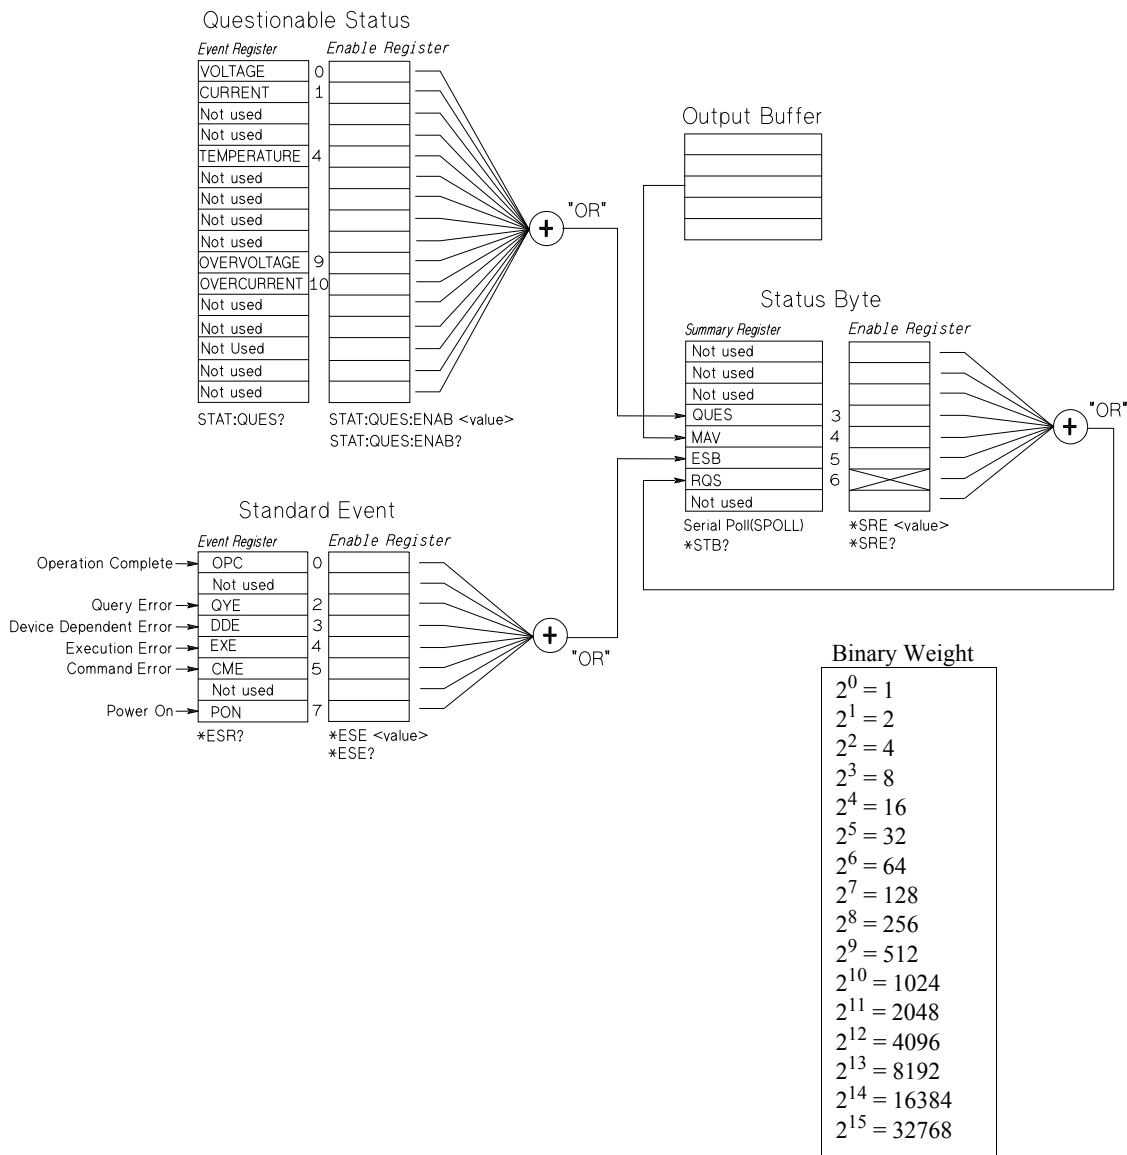 Questionable Status
Event Register Enable Register
VOLTAGE 0
CURRENT 1
Not used
Not used
TEMPERATURE 4
Not used
Not used
Not used
Not used
OVERVOLTAGE 9
OVERCURRENT 10
Not used
Not used
Not Used
Not used
Not used
STAT:QUES? STAT:QUES:ENAB <value>
STAT:QUES:ENAB?
+
"OR"
Output Buffer
Status Byte
Summary Register Enable Register
Not used
Not used
Not used
QUES 3
MAV 4
ESB 5
RQS 6
Not used
Serial Poll(SPOLL) *SRE <value>
*STB? *SRE?
+
"OR"
Standard Event
Event Register Enable Register
Operation Complete OPC 0
Not used
Query Error QYE 2
Device Dependent Error DDE 3
Execution Error EXE 4
Command Error CME 5
Not used
Power On PON 7
*ESR? *ESE <value>
*ESE?
+
"OR"
Binary Weight
2^0 = 1
2^1 = 2
2^2 = 4
2^3 = 8
2^4 = 16
2^5 = 32
2^6 = 64
2^7 = 128
2^8 = 256
2^9 = 512
2^10 = 1024
2^11 = 2048
2^12 = 4096
2^13 = 8192
2^14 = 16384
2^15 = 32768